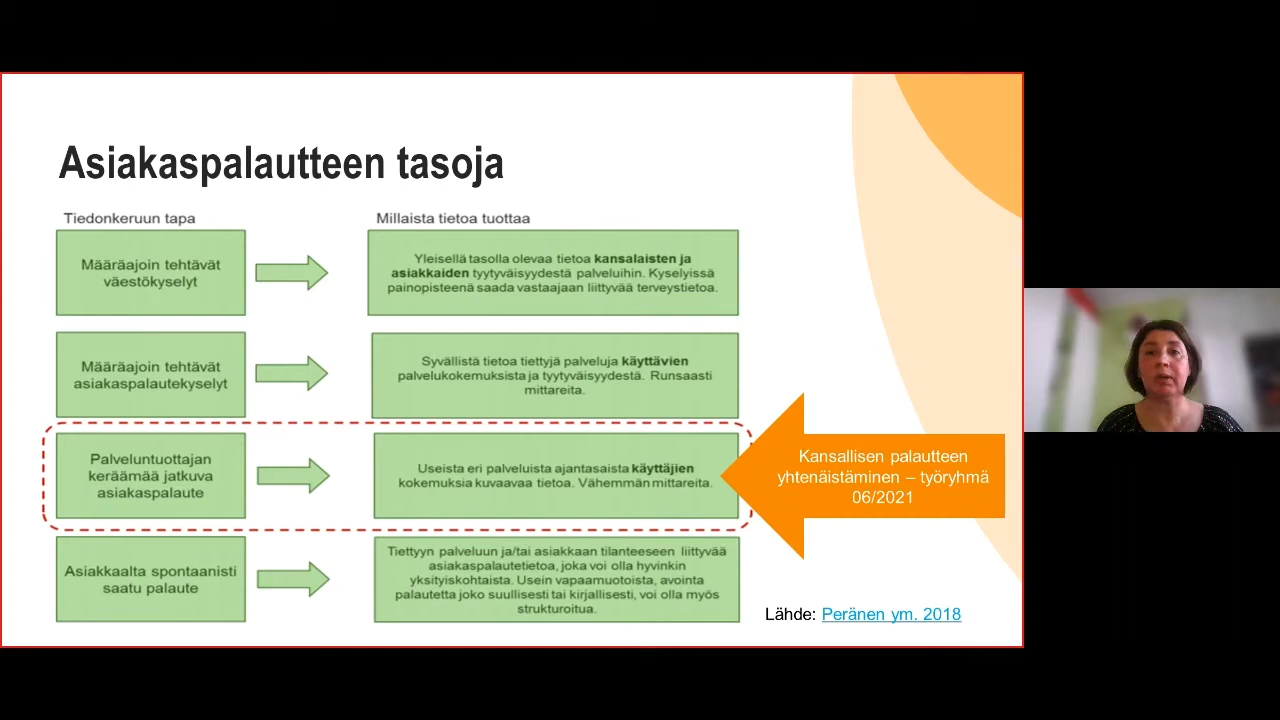 Asiakaspalautteen tasoja
Tiedonkeruun tapa
Millaista tietoa tuottaa
Määräajoin tehtävät
väestökyselyt
Yleisellä tasolla olevaa tietoa kansalaisten ja
asiakkaiden tyytyväisyydestä palveluihin. Kyselyissä
painopisteenä saada vastaajaan liittyvää terveystietoa.
Määräajoin tehtävät
asiakaspalautekyselyt
Syvällistä tietoa tiettyjä palveluja käyttävien
palvelukokemuksista ja tyytyväisyydestä. Runsaasti
mittareita.
Palveluntuottajan
keräämää jatkuva
asiakaspalaute
Useista eri palveluista ajantasaista käyttäjien
kokemuksia kuvaavaa tietoa. Vähemmän mittareita.
Kansallisen palautteen
yhtenäistäminen – työryhmä
06/2021
Asiakkaalta spontaanisti
saatu palaute
Tiettyyn palveluun ja/tai asiakkaan tilanteeseen liittyvää
asiakaspalautetietoa, joka voi olla hyvinkin
yksityiskohtaista. Usein vapaamuotoista, avointa
palautetta joko suullisesti tai kirjallisesti, voi olla myös
strukturoitua.
Lähde: Peränen ym. 2018